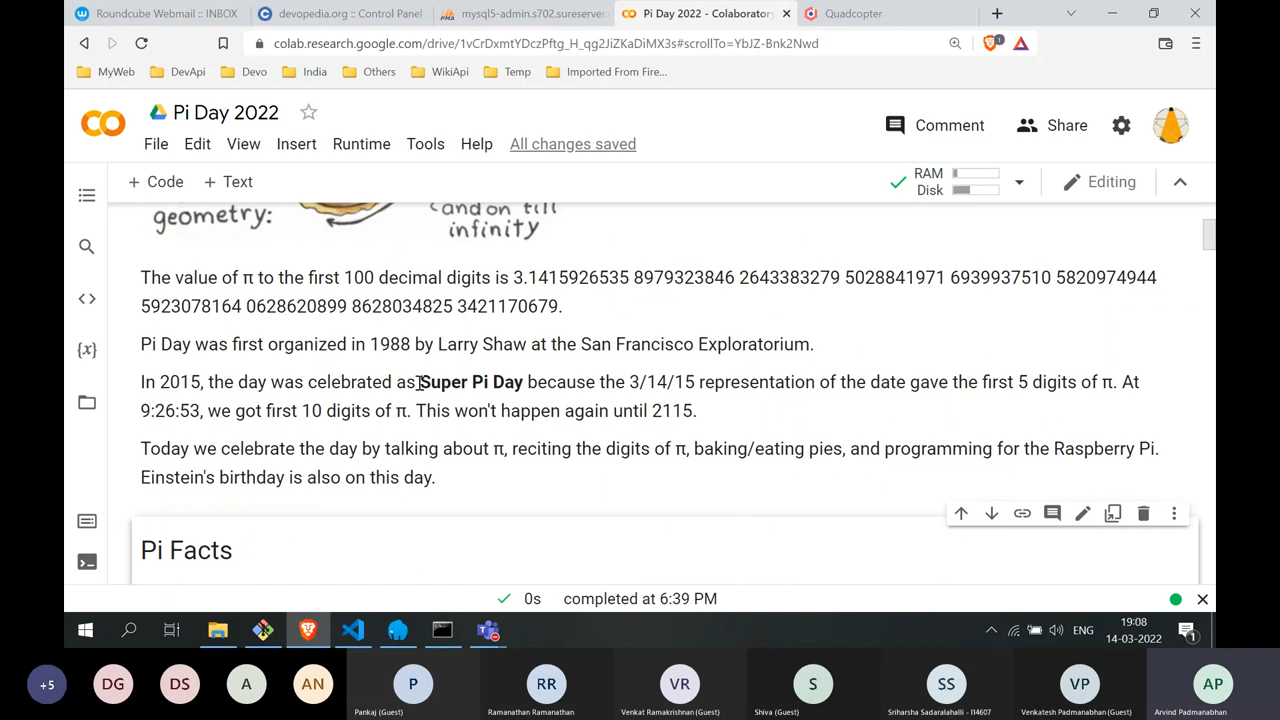 Roundcube Webmail :: INBOX
devopedia.org :: Control Panel
mysql5-admin.s702.sureserver.
Pi Day 2022 - Colaboratory
Quadcopter
colab.research.google.com/drive/1vCrDxmtYDczPftg_H_qg2JiZKaDiMX3s#scrollTo=YbJZ-Bnk2Nwd
MyWeb
DevApi
Devo
India
Others
WikiApi
Temp
Imported From Fire...
Pi Day 2022
Comment
Share
File
Edit
View
Insert
Runtime
Tools
Help
All changes saved
+ Code
+ Text
RAM
Disk
Editing
geometry:
and on till
infinity
The value of π to the first 100 decimal digits is 3.1415926535 8979323846 2643383279 5028841971 6939937510 5820974944
5923078164 0628620899 8628034825 3421170679.
Pi Day was first organized in 1988 by Larry Shaw at the San Francisco Exploratorium.
In 2015, the day was celebrated as Super Pi Day because the 3/14/15 representation of the date gave the first 5 digits of π. At
9:26:53, we got first 10 digits of π. This won't happen again until 2115.
Today we celebrate the day by talking about π, reciting the digits of π, baking/eating pies, and programming for the Raspberry Pi.
Einstein's birthday is also on this day.
Pi Facts
0s
completed at 6:39 PM
ENG
19:08
14-03-2022
1
+5
DG
DS
A
AN
P
RR
VR
S
SS
VP
AP
Pankaj (Guest)
Ramanathan Ramanathan
Venkat Ramakrishnan (Guest)
Shiva (Guest)
Sriharsha Sadaralahalli - I14607
Venkatesh Padmanabhan (Guest)
Arvind Padmanabhan